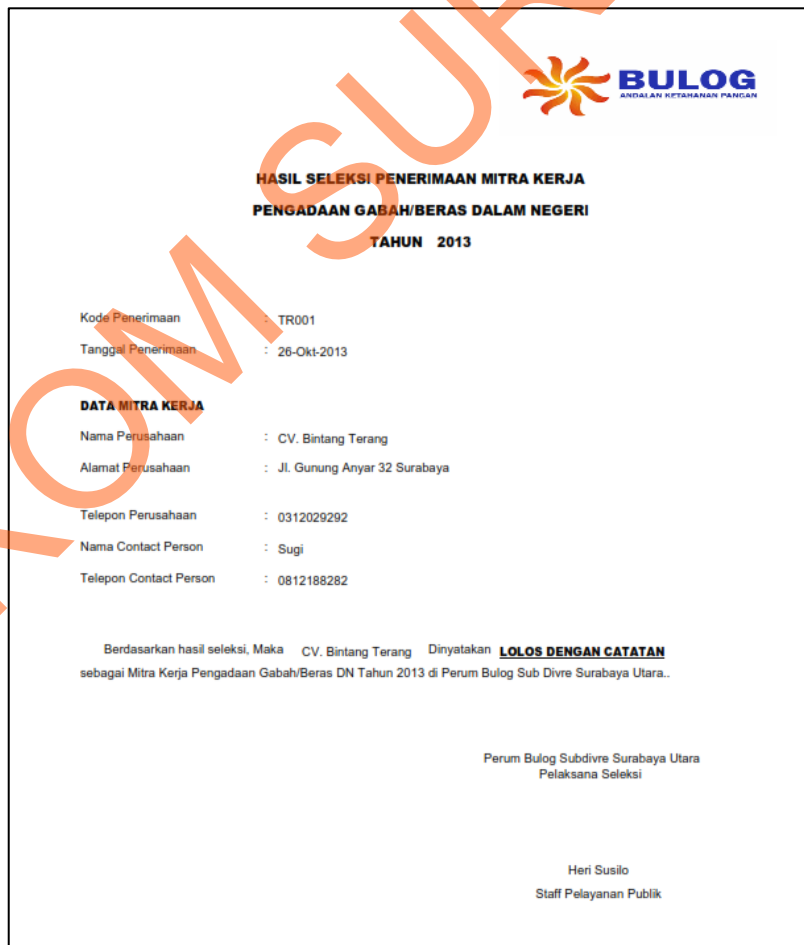 BULOG
ANDALAN KETAHANAN PANGAN
HASIL SELEKSI PENERIMAAN MITRA KERJA
PENGADAAN GABAH/BERAS DALAM NEGERI
TAHUN 2013
Kode Penerimaan : TR001
Tanggal Penerimaan : 26-Okt-2013
DATA MITRA KERJA
Nama Perusahaan : CV. Bintang Terang
Alamat Perusahaan : Jl. Gunung Anyar 32 Surabaya
Telepon Perusahaan : 0312029292
Nama Contact Person : Sugi
Telepon Contact Person : 0812188282
Berdasarkan hasil seleksi, Maka CV. Bintang Terang Dinyatakan LOLOS DENGAN CATATAN
sebagai Mitra Kerja Pengadaan Gabah/Beras DN Tahun 2013 di Perum Bulog Sub Divre Surabaya Utara..
Perum Bulog Subdivre Surabaya Utara
Pelaksana Seleksi
Heri Susilo
Staff Pelayanan Publik
OM SUR